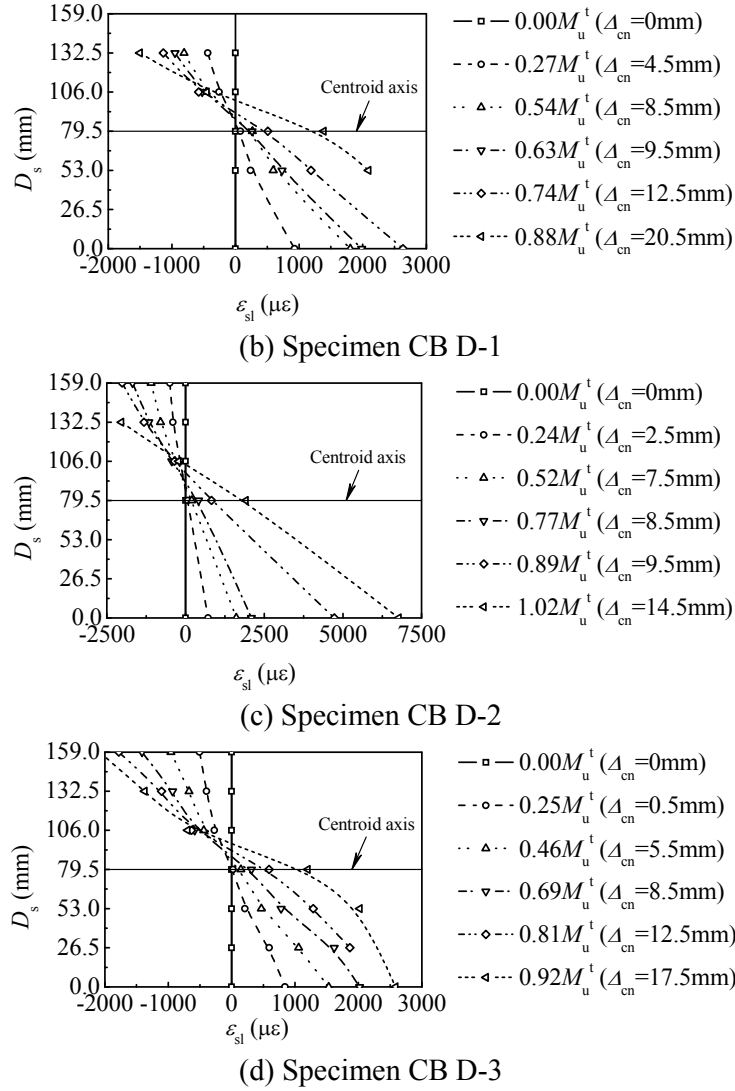 132.5
106.0
79.5
53.0
26.5
0.0
D_s (mm)
Centroid axis
-2000 -1000 0 1000 2000 3000
ε_sl (με)
0.00M_u^t (Δ_cn=0mm)
0.27M_u^t (Δ_cn=4.5mm)
0.54M_u^t (Δ_cn=8.5mm)
0.63M_u^t (Δ_cn=9.5mm)
0.74M_u^t (Δ_cn=12.5mm)
0.88M_u^t (Δ_cn=20.5mm)
(b) Specimen CB D-1
159.0
132.5
106.0
79.5
53.0
26.5
0.0
D_s (mm)
Centroid axis
-2500 0 2500 5000 7500
ε_sl (με)
0.00M_u^t (Δ_cn=0mm)
0.24M_u^t (Δ_cn=2.5mm)
0.52M_u^t (Δ_cn=7.5mm)
0.77M_u^t (Δ_cn=8.5mm)
0.89M_u^t (Δ_cn=9.5mm)
1.02M_u^t (Δ_cn=14.5mm)
(c) Specimen CB D-2
159.0
132.5
106.0
79.5
53.0
26.5
0.0
D_s (mm)
Centroid axis
-2000 -1000 0 1000 2000 3000
ε_sl (με)
0.00M_u^t (Δ_cn=0mm)
0.25M_u^t (Δ_cn=0.5mm)
0.46M_u^t (Δ_cn=5.5mm)
0.69M_u^t (Δ_cn=8.5mm)
0.81M_u^t (Δ_cn=12.5mm)
0.92M_u^t (Δ_cn=17.5mm)
(d) Specimen CB D-3